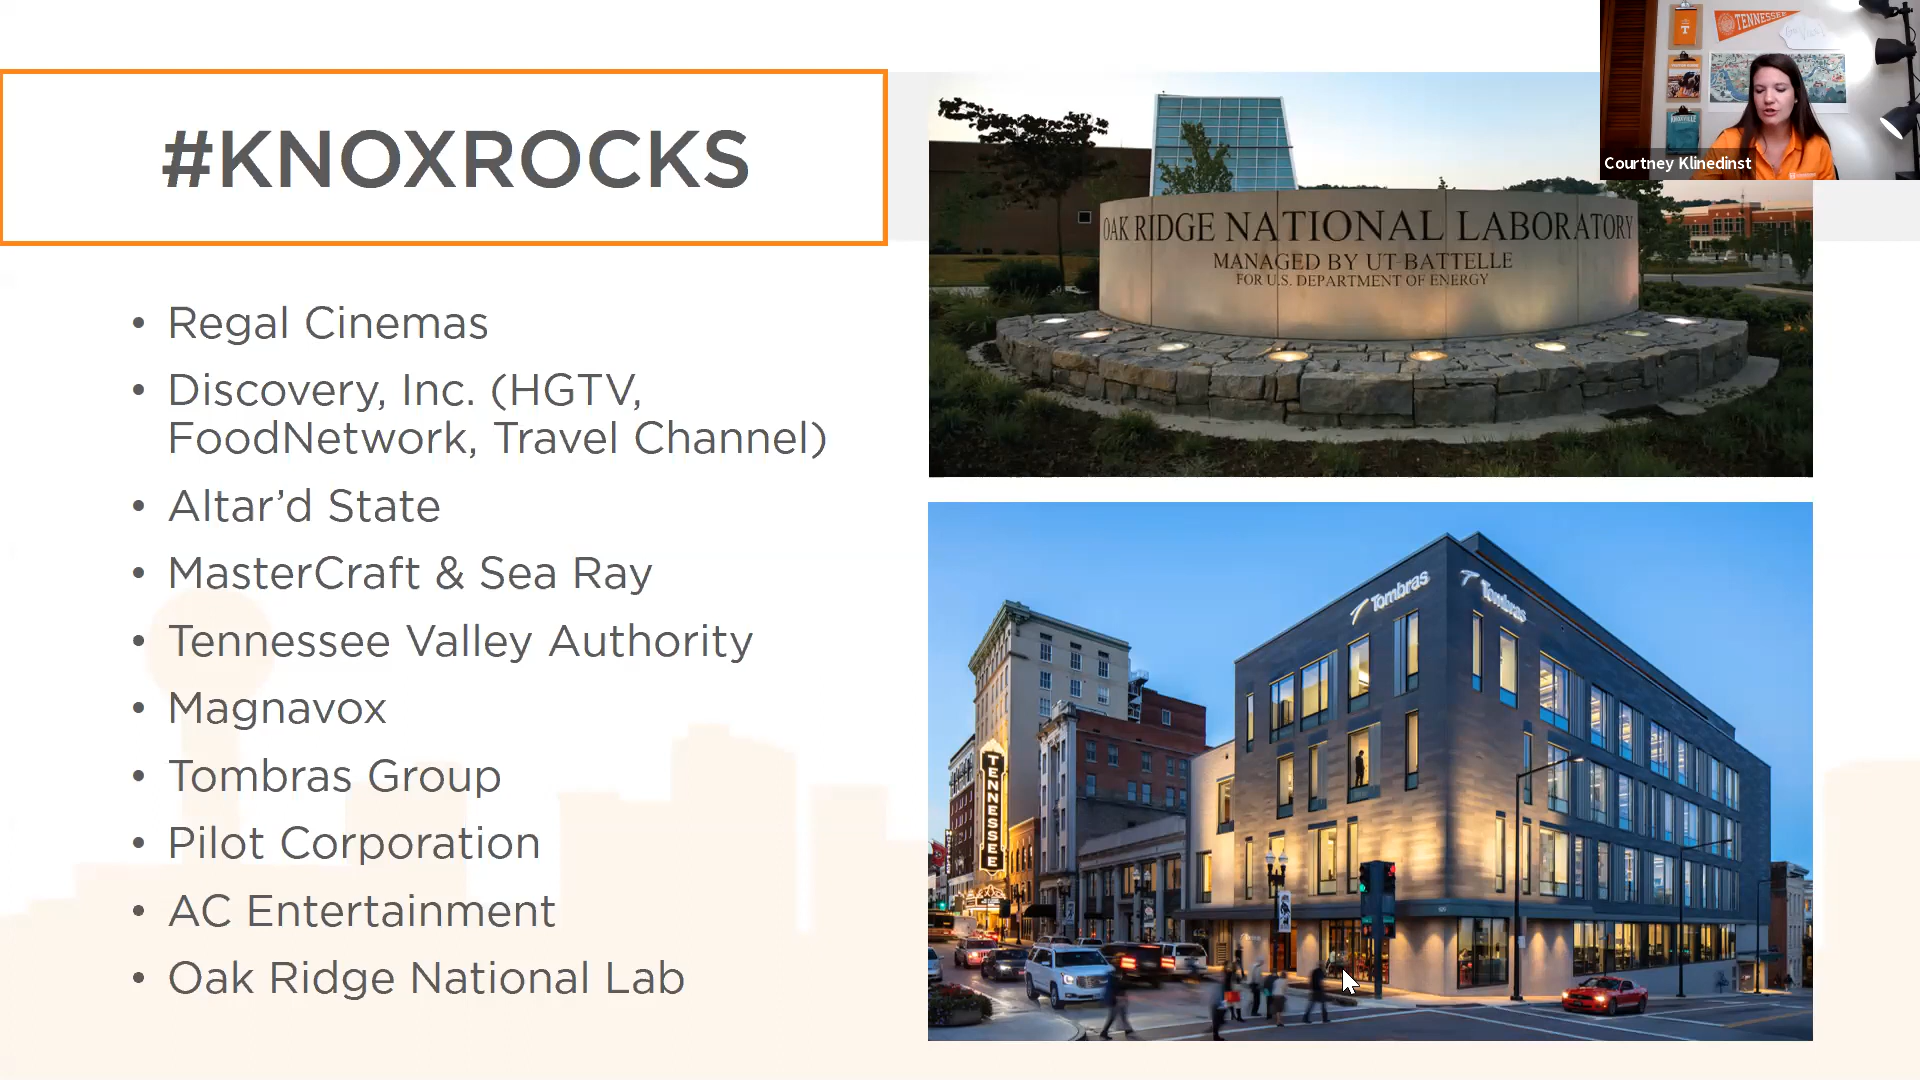 #KNOXROCKS
• Regal Cinemas
• Discovery, Inc. (HGTV,
FoodNetwork, Travel Channel)
• Altar’d State
• MasterCraft & Sea Ray
• Tennessee Valley Authority
• Magnavox
• Tombras Group
• Pilot Corporation
• AC Entertainment
• Oak Ridge National Lab
OAK RIDGE NATIONAL LABORATORY
MANAGED BY UT-BATTELLE
FOR U.S. DEPARTMENT OF ENERGY
TENNESSEE
Courtney Klinedinst
Tombras
Tombras
TENNESSEE